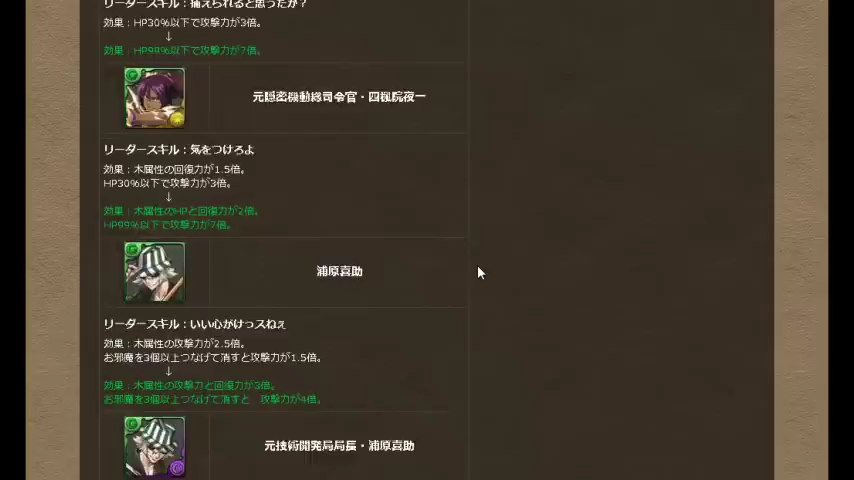 リーダースキル：捕えられると思ったか？
効果：HP30%以下で攻撃力が3倍。
↓
効果：HP99%以下で攻撃力が7倍。
元隠密機動総司令官・四楓院夜一
リーダースキル：気をつけろよ
効果：木属性の回復力が1.5倍。
HP30%以下で攻撃力が3倍。
↓
効果：木属性のHPと回復力が2倍。
HP99%以下で攻撃力が7倍。
浦原喜助
リーダースキル：いい心がけっスねぇ
効果：木属性の攻撃力が2.5倍。
お邪魔を3個以上つなげて消すと攻撃力が1.5倍。
↓
効果：木属性の攻撃力と回復力が3倍。
お邪魔を3個以上つなげて消すと　攻撃力が4倍。
元技術開発局局長・浦原喜助